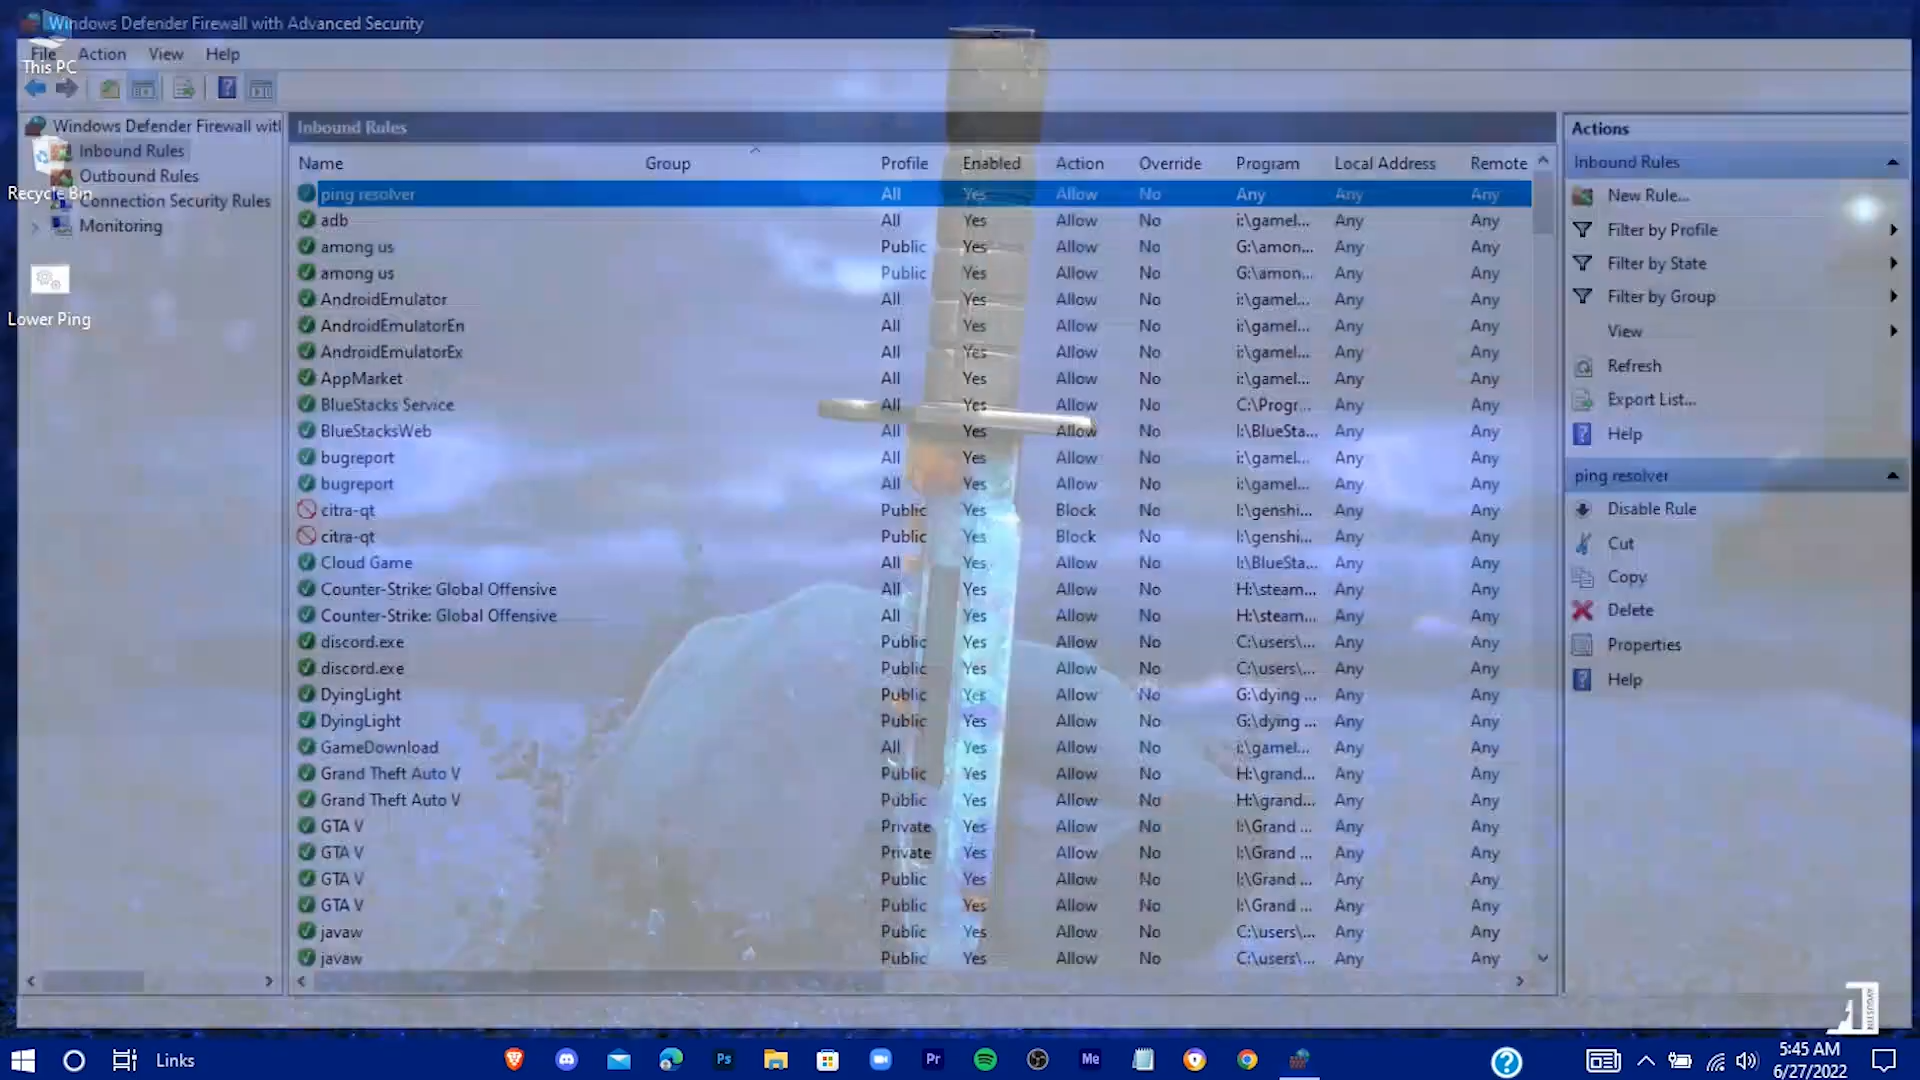 Windows Defender Firewall with Advanced Security
File Action View Help
This PC
Recycle Bin
Lower Ping
Windows Defender Firewall witl
Inbound Rules
Outbound Rules
Connection Security Rules
Monitoring
Inbound Rules
Name Group Profile Enabled Action Override Program Local Address Remote
ping resolver All Yes Allow No Any Any Any
adb All Yes Allow No i:\gamel... Any Any
among us Public Yes Allow No G:\amon... Any Any
among us Public Yes Allow No G:\amon... Any Any
AndroidEmulator All Yes Allow No i:\gamel... Any Any
AndroidEmulatorEn All Yes Allow No i:\gamel... Any Any
AndroidEmulatorEx All Yes Allow No i:\gamel... Any Any
AppMarket All Yes Allow No i:\gamel... Any Any
BlueStacks Service All Yes Allow No C:\Progr... Any Any
BlueStacksWeb All Yes Allow No I:\BlueSta... Any Any
bugreport All Yes Allow No i:\gamel... Any Any
bugreport All Yes Allow No i:\gamel... Any Any
citra-qt Public Yes Block No I:\genshi... Any Any
citra-qt Public Yes Block No I:\genshi... Any Any
Cloud Game All Yes Allow No I:\BlueSta... Any Any
Counter-Strike: Global Offensive All Yes Allow No H:\steam... Any Any
Counter-Strike: Global Offensive All Yes Allow No H:\steam... Any Any
discord.exe Public Yes Allow No C:\users\... Any Any
discord.exe Public Yes Allow No C:\users\... Any Any
DyingLight Public Yes Allow No G:\dying ... Any Any
DyingLight Public Yes Allow No G:\dying ... Any Any
GameDownload All Yes Allow No i:\gamel... Any Any
Grand Theft Auto V Public Yes Allow No H:\grand... Any Any
Grand Theft Auto V Public Yes Allow No H:\grand... Any Any
GTA V Private Yes Allow No I:\Grand ... Any Any
GTA V Private Yes Allow No I:\Grand ... Any Any
GTA V Public Yes Allow No I:\Grand ... Any Any
GTA V Public Yes Allow No I:\Grand ... Any Any
javaw Public Yes Allow No C:\users\... Any Any
javaw Public Yes Allow No C:\users\... Any Any
Actions
Inbound Rules
New Rule...
Filter by Profile
Filter by State
Filter by Group
View
Refresh
Export List...
Help
ping resolver
Disable Rule
Cut
Copy
Delete
Properties
Help
Links
Ps
Pr
Me
5:45 AM
6/27/2022